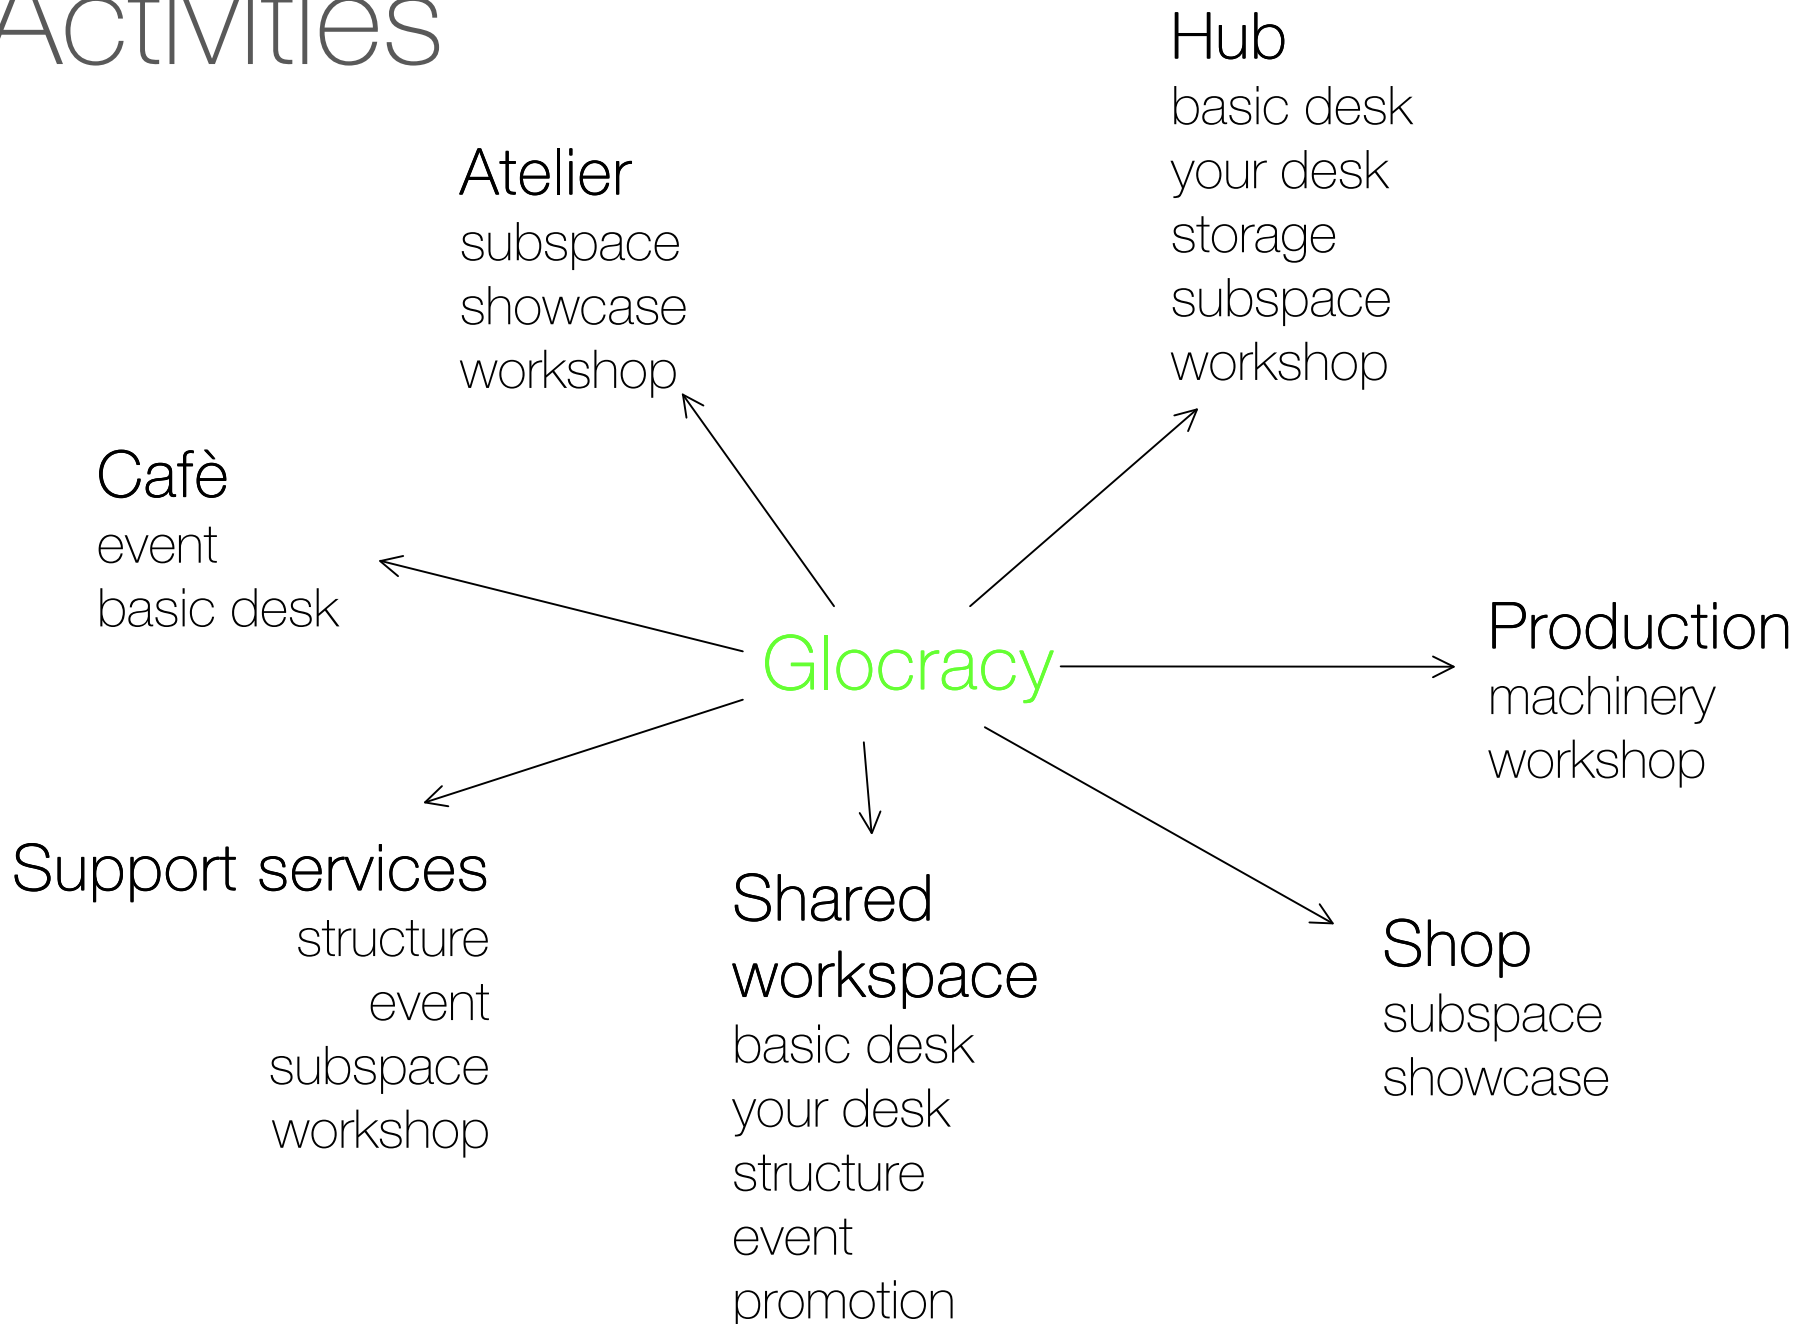 Activities
Hub
basic desk
your desk
storage
subspace
workshop
Atelier
subspace
showcase
workshop
Cafè
event
basic desk
Glocracy
Production
machinery
workshop
Support services
structure
event
subspace
workshop
Shared
workspace
basic desk
your desk
structure
event
promotion
Shop
subspace
showcase